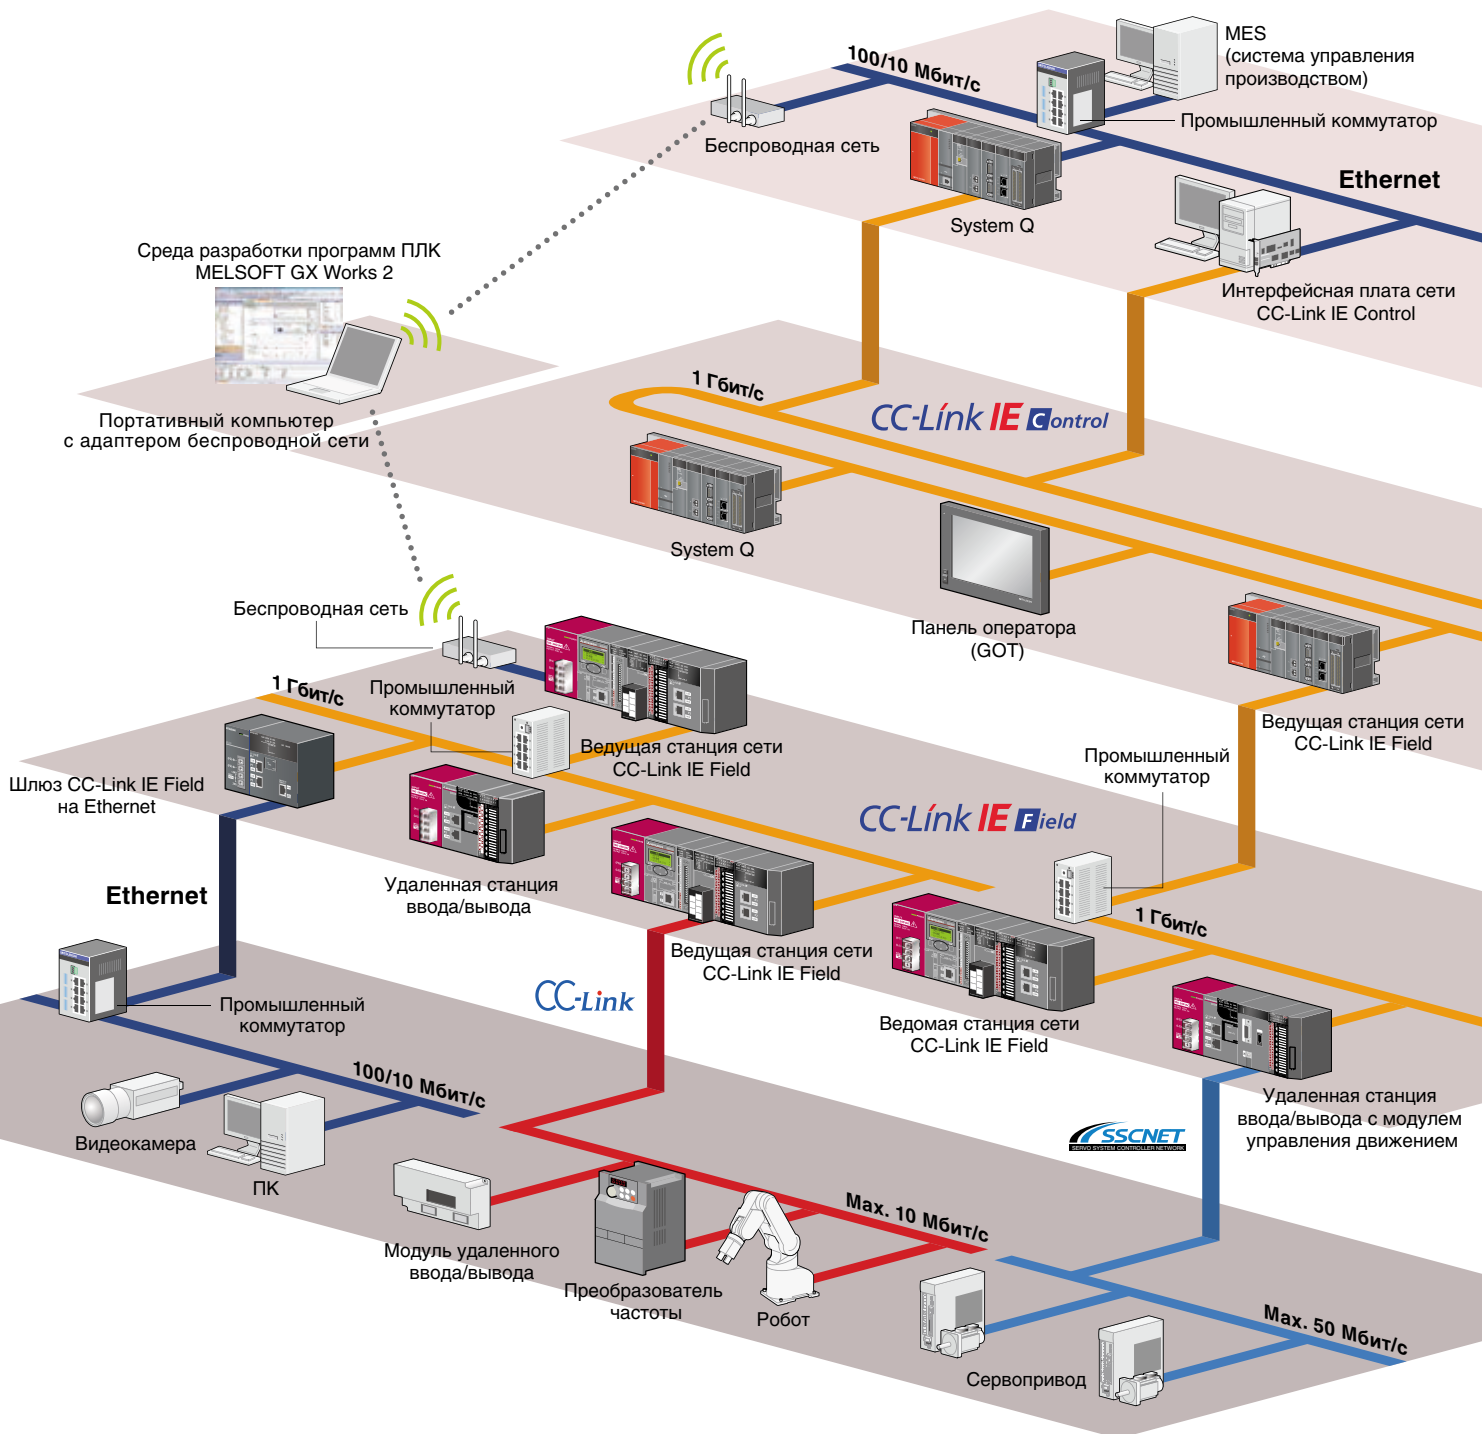 MES
(система управления
производством)
100/10 Мбит/с
Промышленный коммутатор
Беспроводная сеть
Ethernet
System Q
Среда разработки программ ПЛК
MELSOFT GX Works 2
Интерфейсная плата сети
CC-Link IE Control
1 Гбит/с
CC-Link IE Control
Портативный компьютер
с адаптером беспроводной сети
System Q
Беспроводная сеть
Панель оператора
(GOT)
1 Гбит/с
Промышленный
коммутатор
Ведущая станция сети
CC-Link IE Field
Ведущая станция сети
CC-Link IE Field
Промышленный
коммутатор
Шлюз CC-Link IE Field
на Ethernet
CC-Link IE Field
Ethernet
Удаленная станция
ввода/вывода
1 Гбит/с
Ведущая станция сети
CC-Link IE Field
CC-Link
Промышленный
коммутатор
Ведомая станция сети
CC-Link IE Field
100/10 Мбит/с
Удаленная станция
ввода/вывода с модулем
управления движением
SSCNET
SERVO SYSTEM CONTROLLER NETWORK
Видеокамера
ПК
Max. 10 Мбит/с
Модуль удаленного
ввода/вывода
Преобразователь
частоты
Робот
Max. 50 Мбит/с
Сервопривод